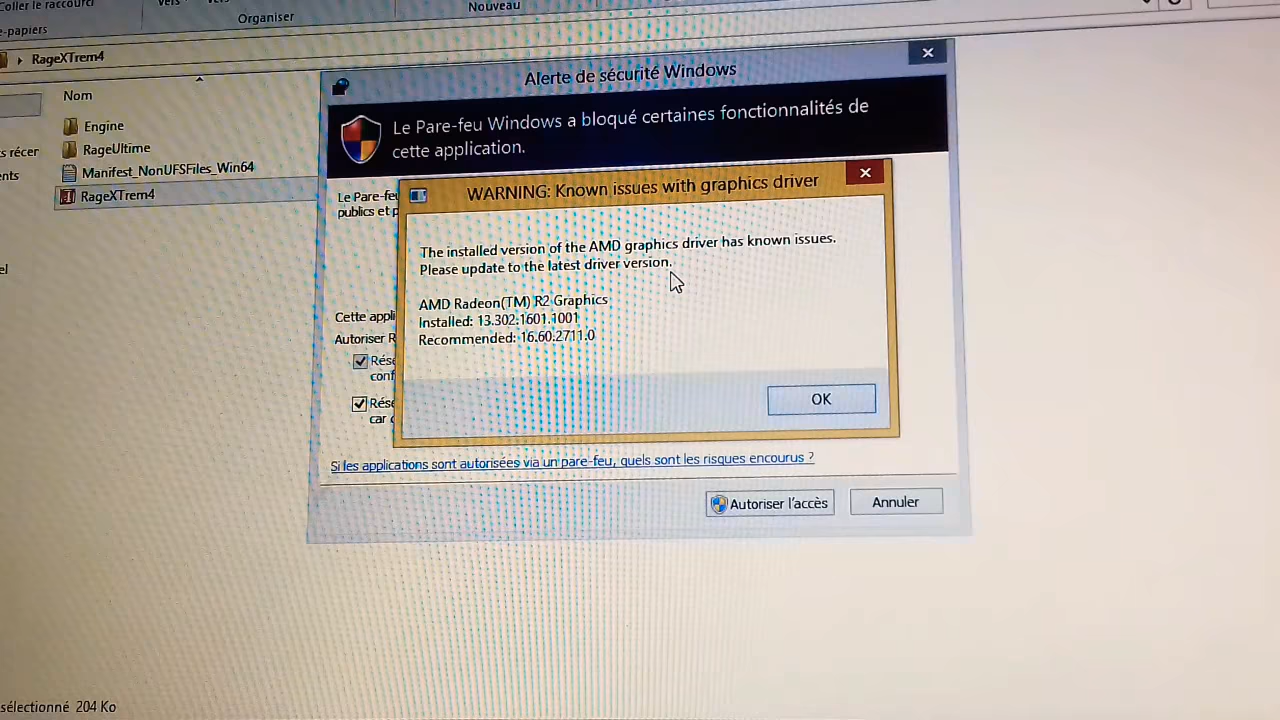 Coller le raccourci
Organiser
Nouveau
e-papiers
RageXTrem4
Nom
Engine
RageUltime
Manifest_NonUFSFiles_Win64
RageXTrem4
s récer
Alerte de sécurité Windows
Le Pare-feu Windows a bloqué certaines fonctionnalités de
cette application.
Le Pare-feu
publics et p
WARNING: Known issues with graphics driver
The installed version of the AMD graphics driver has known issues.
Please update to the latest driver version.
AMD Radeon(TM) R2 Graphics
Installed: 13.302.1601.1001
Recommended: 16.60.2711.0
OK
Cette appli
Autoriser R
Rése
conf
Rése
car
Si les applications sont autorisées via un pare-feu, quels sont les risques encourus ?
Autoriser l'accès
Annuler
sélectionné 204 Ko